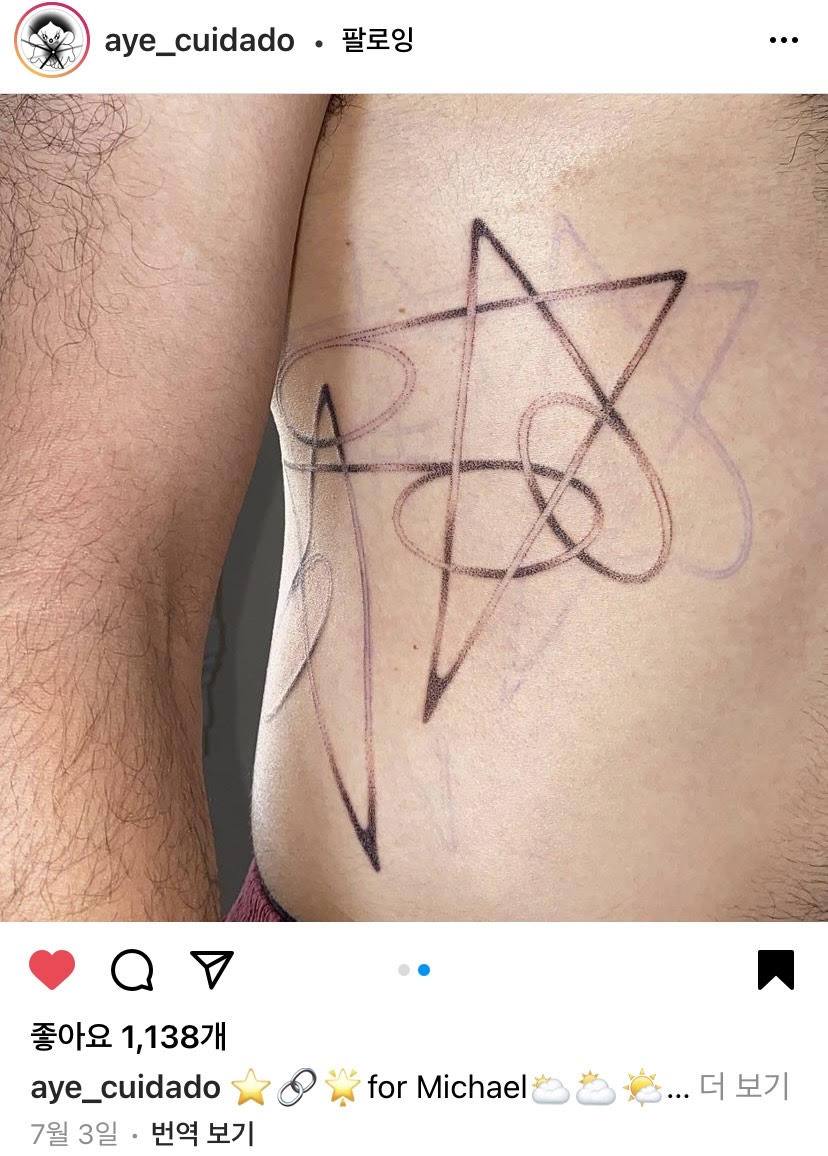 aye_cuidado • 팔로잉
좋아요 1,138개
aye_cuidado ⭐🔗🌟for Michael🌥️🌥️🌤️... 더 보기
7월 3일 · 번역 보기